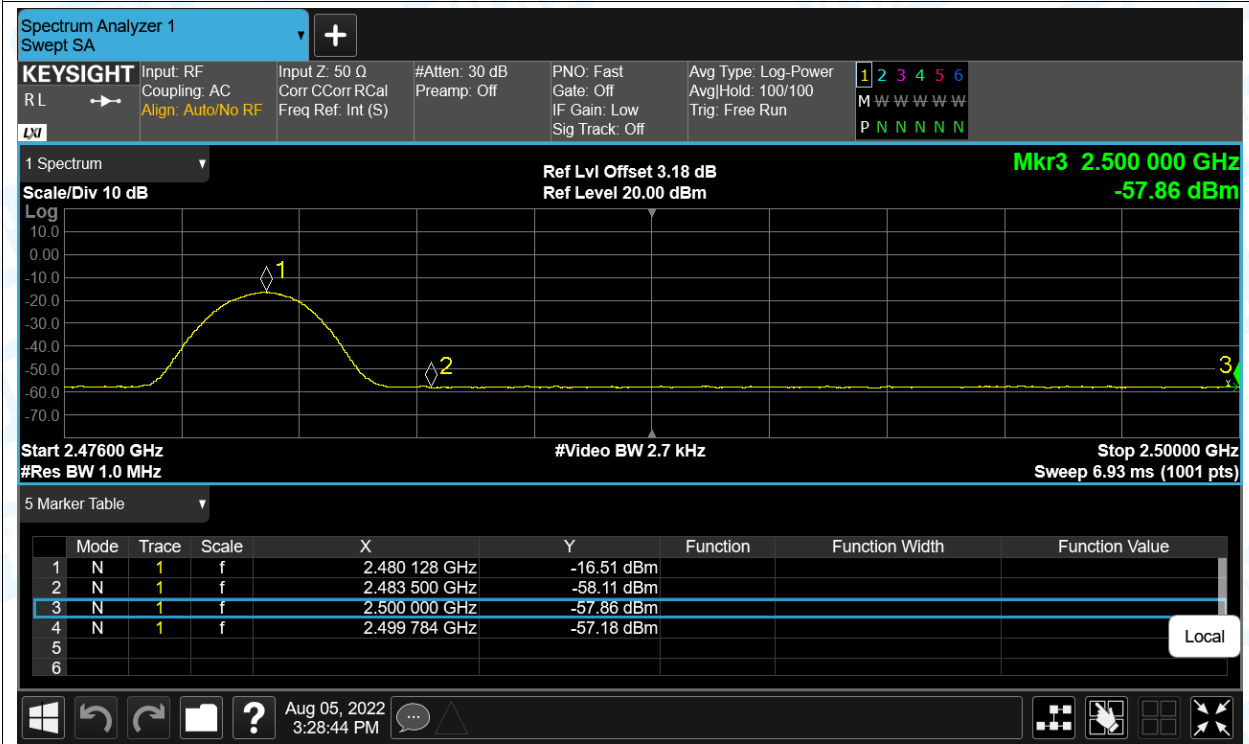 Spectrum Analyzer 1
Swept SA
+
KEYSIGHT Input: RF Input Z: 50 Ω #Atten: 30 dB PNO: Fast Avg Type: Log-Power 1 2 3 4 5 6
R L Coupling: AC Corr CCorr RCal Preamp: Off Gate: Off Avg|Hold: 100/100 M W W W W W
Align: Auto/No RF Freq Ref: Int (S) IF Gain: Low Trig: Free Run
LXI Sig Track: Off P N N N N N
1 Spectrum Ref Lvl Offset 3.18 dB Mkr3 2.500 000 GHz
Scale/Div 10 dB Ref Level 20.00 dBm -57.86 dBm
Log
10.0
0.00
-10.0 1
-20.0
-30.0
-40.0
-50.0 2 3
-60.0
-70.0
Start 2.47600 GHz #Video BW 2.7 kHz Stop 2.50000 GHz
#Res BW 1.0 MHz Sweep 6.93 ms (1001 pts)
5 Marker Table
Mode Trace Scale X Y Function Function Width Function Value
1 N 1 f 2.480 128 GHz -16.51 dBm
2 N 1 f 2.483 500 GHz -58.11 dBm
3 N 1 f 2.500 000 GHz -57.86 dBm
4 N 1 f 2.499 784 GHz -57.18 dBm
5
6
Local
? Aug 05, 2022
3:28:44 PM